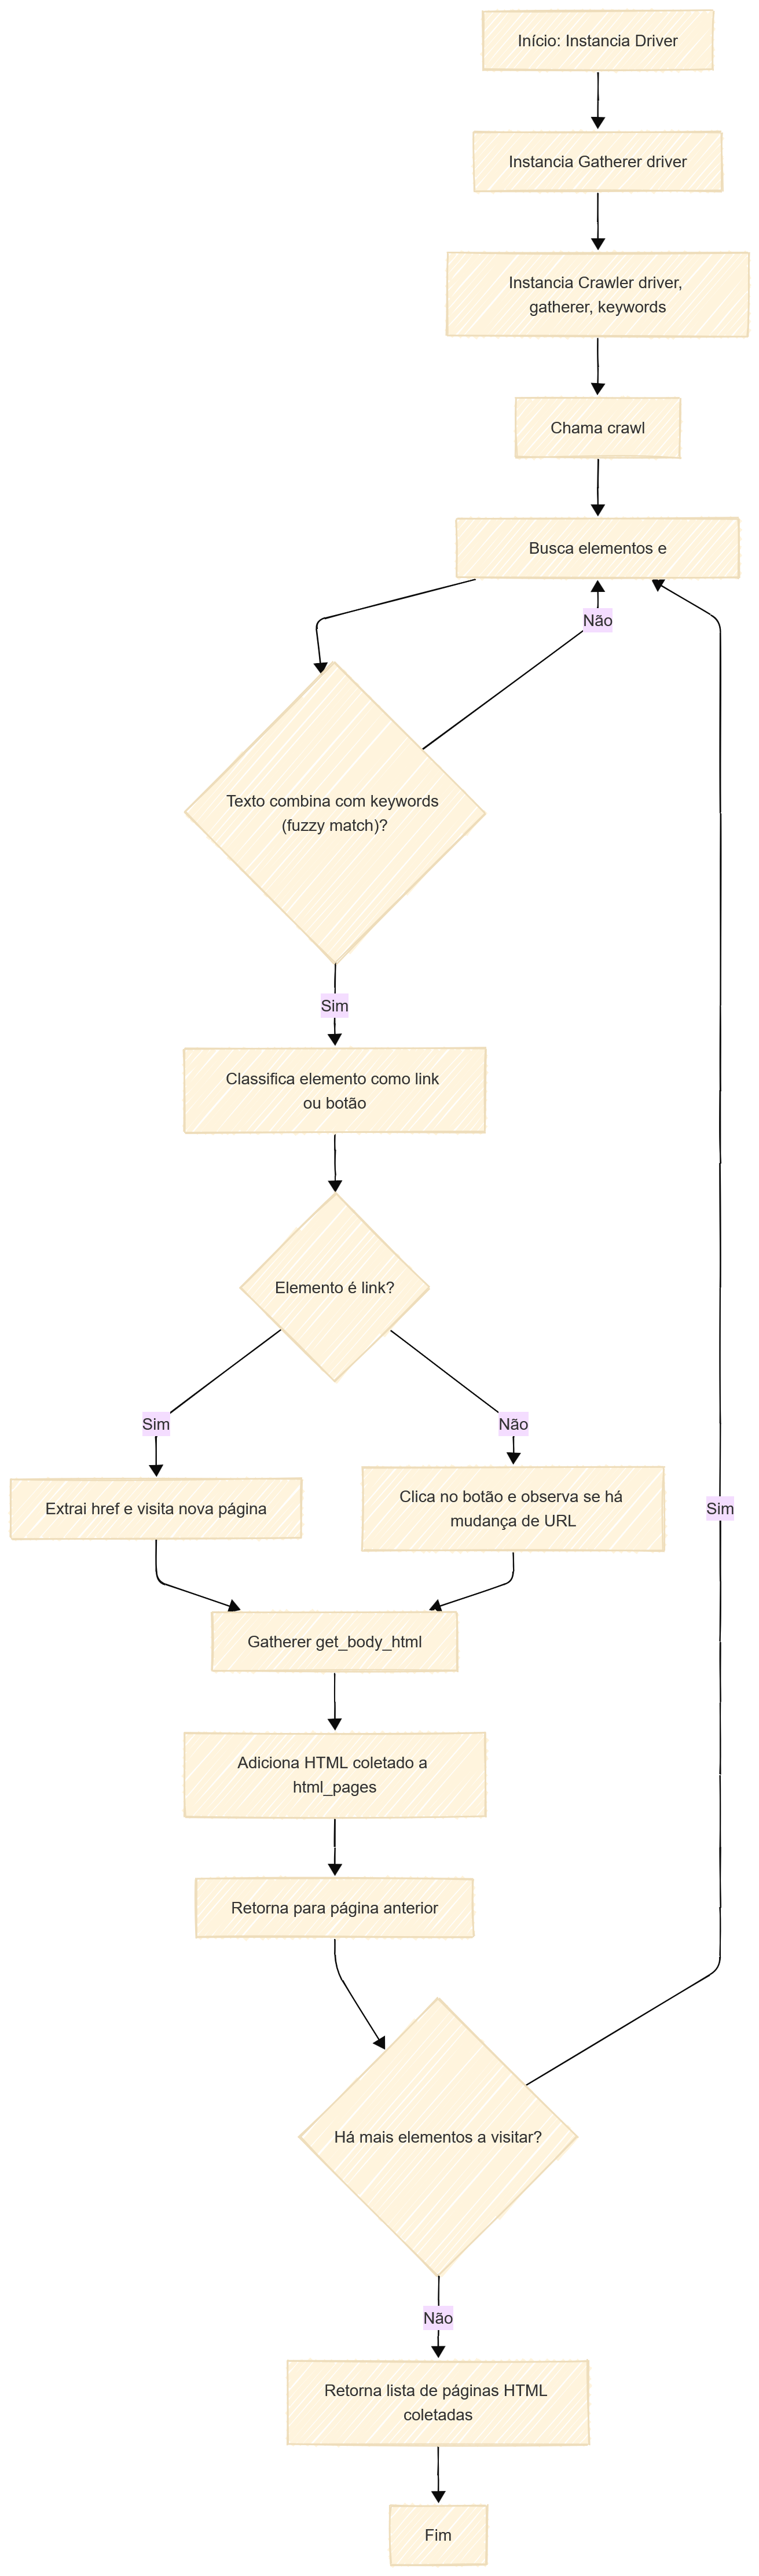 Início: Instancia Driver
Instancia Gatherer driver
Instancia Crawler driver,
gatherer, keywords
Chama crawl
Busca elementos e
Não
Texto combina com keywords
(fuzzy match)?
Sim
Classifica elemento como link
ou botão
Elemento é link?
Sim
Não
Extrai href e visita nova página
Clica no botão e observa se há
mudança de URL
Sim
Gatherer get_body_html
Adiciona HTML coletado a
html_pages
Retorna para página anterior
Há mais elementos a visitar?
Não
Retorna lista de páginas HTML
coletadas
Fim